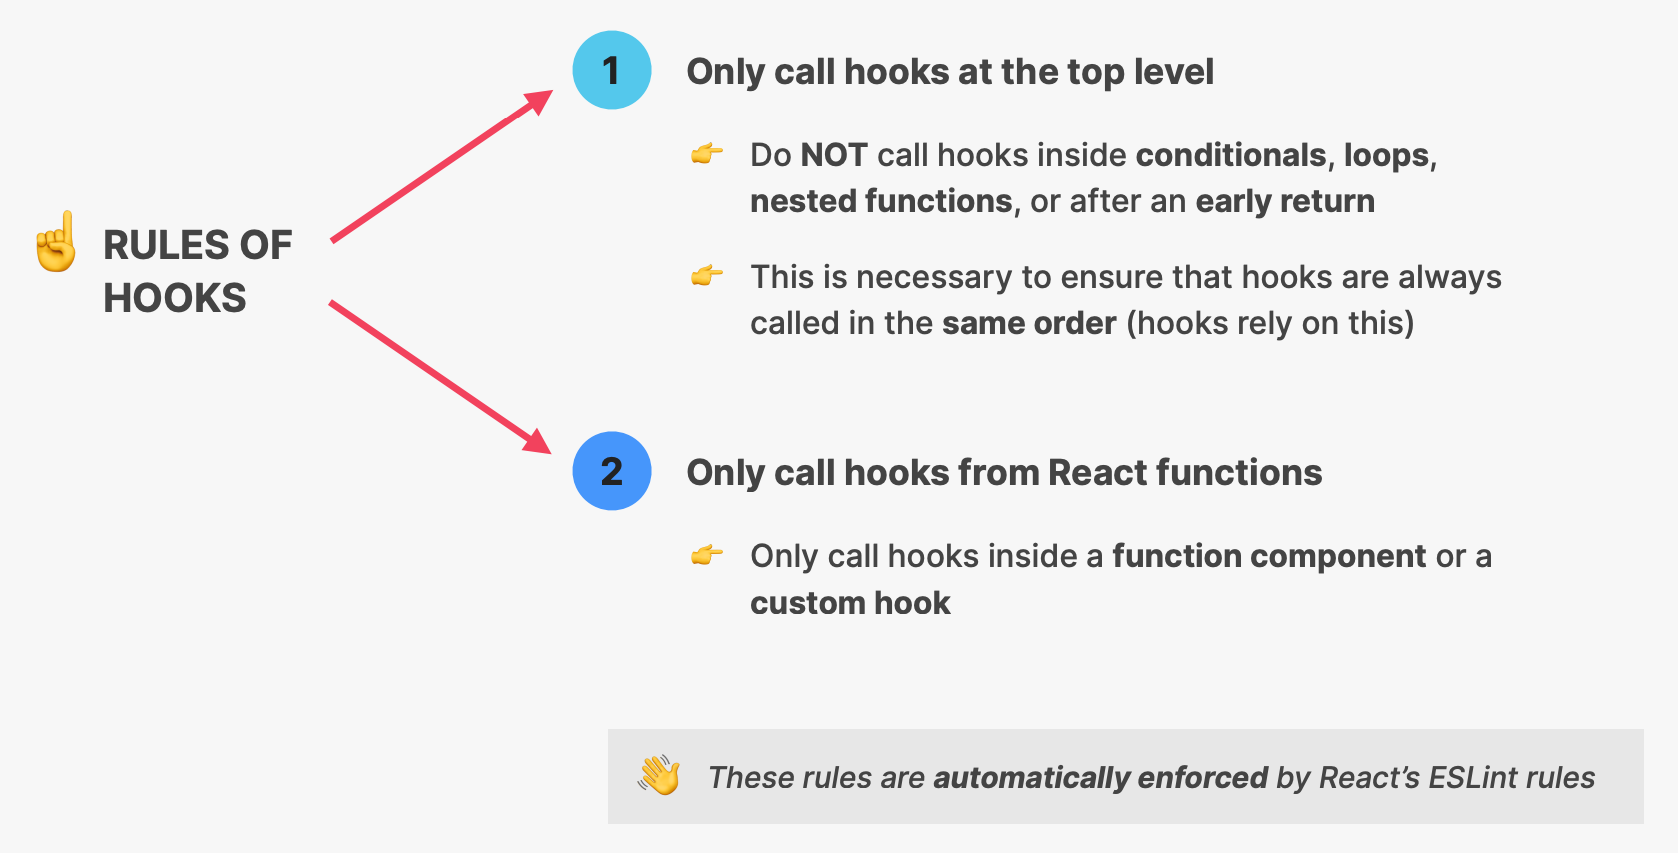 ☝️ RULES OF
HOOKS
1 Only call hooks at the top level
👉 Do NOT call hooks inside conditionals, loops,
nested functions, or after an early return
👉 This is necessary to ensure that hooks are always
called in the same order (hooks rely on this)
2 Only call hooks from React functions
👉 Only call hooks inside a function component or a
custom hook
👋 These rules are automatically enforced by React’s ESLint rules